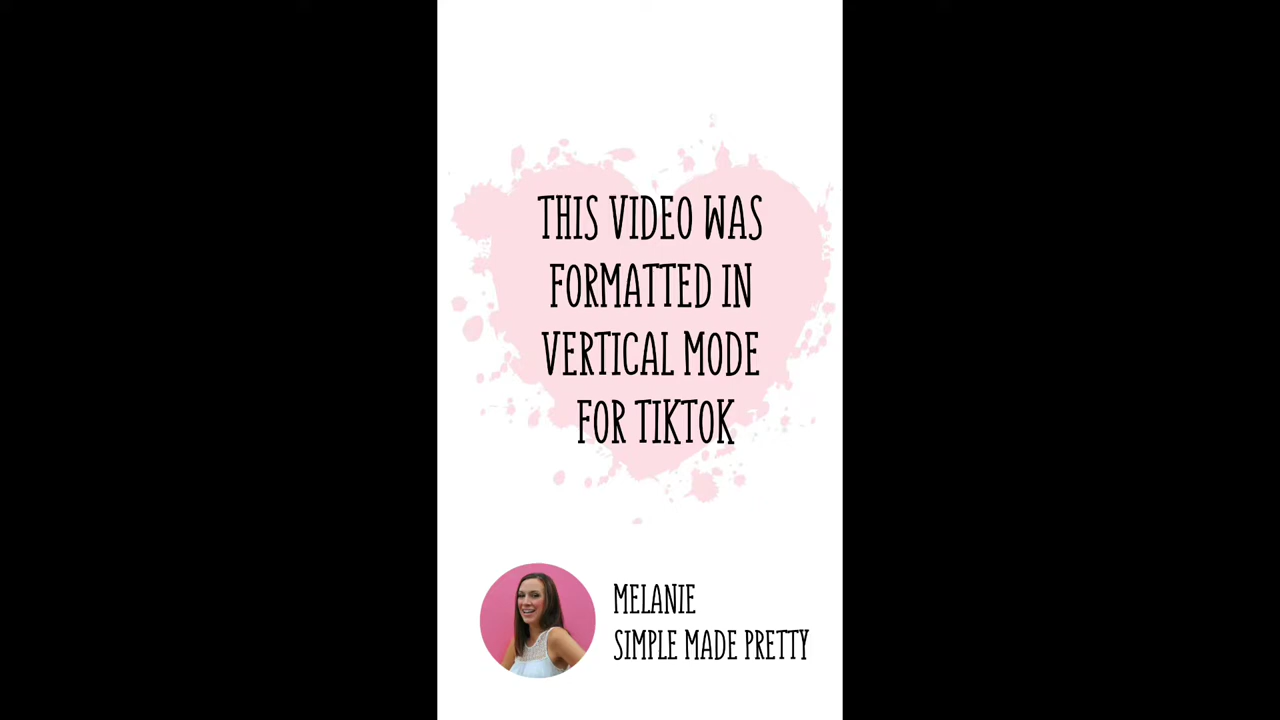 THIS VIDEO WAS
FORMATTED IN
VERTICAL MODE
FOR TIKTOK
MELANIE
SIMPLE MADE PRETTY